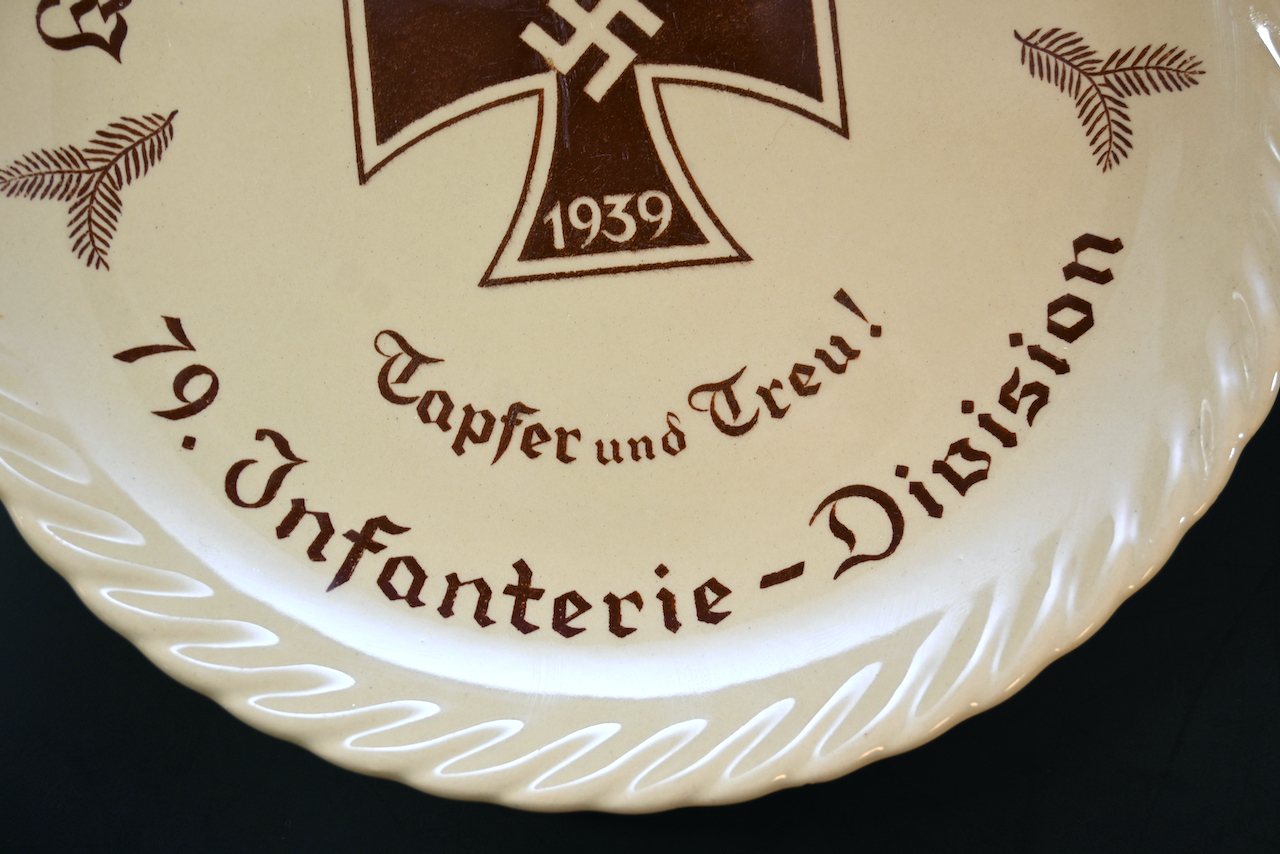 1939
Tapfer und Treu!
79. Infanterie-Division